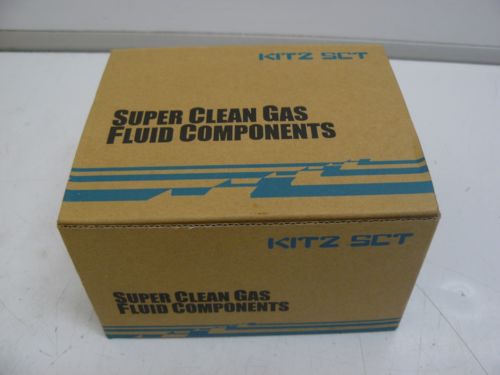 KITZ SCT
SUPER CLEAN GAS
FLUID COMPONENTS
KITZ SCT
SUPER CLEAN GAS
FLUID COMPONENTS